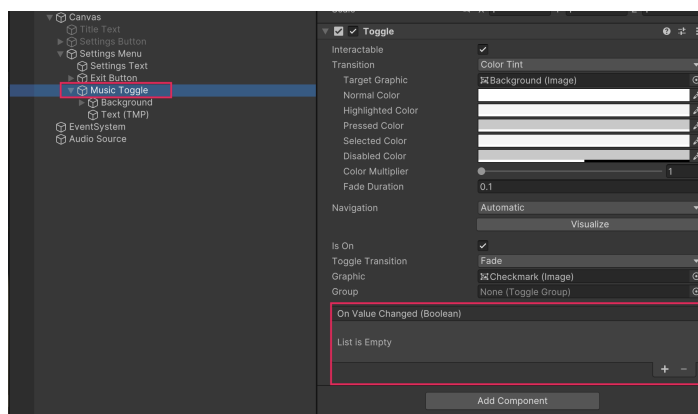 Canvas
Title Text
Settings Button
Settings Menu
Settings Text
Exit Button
Music Toggle
Background
Text (TMP)
EventSystem
Audio Source
Toggle
Interactable
Transition Color Tint
Target Graphic Background (Image)
Normal Color
Highlighted Color
Pressed Color
Selected Color
Disabled Color
Color Multiplier 1
Fade Duration 0.1
Navigation Automatic
Visualize
Is On
Toggle Transition Fade
Graphic Checkmark (Image)
Group None (Toggle Group)
On Value Changed (Boolean)
List is Empty
+ -
Add Component